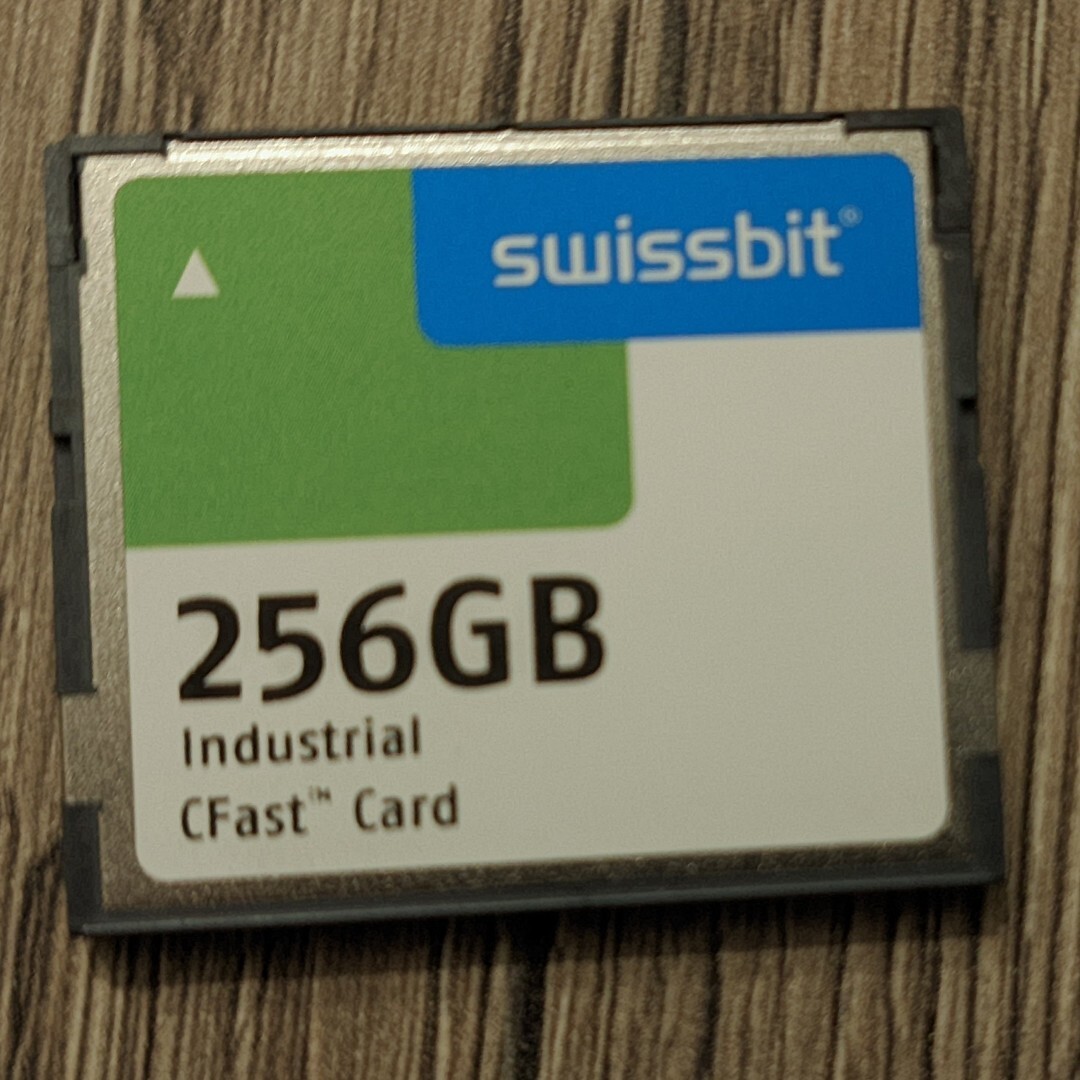 swissbit®
256GB
Industrial
CFast™ Card